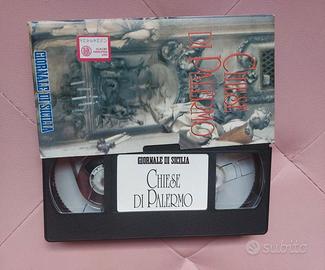 CHIESE
DI PALERMO
GIORNALE DI SICILIA
GIORNALE DI SICILIA
CHIESE
DI PALERMO
subito